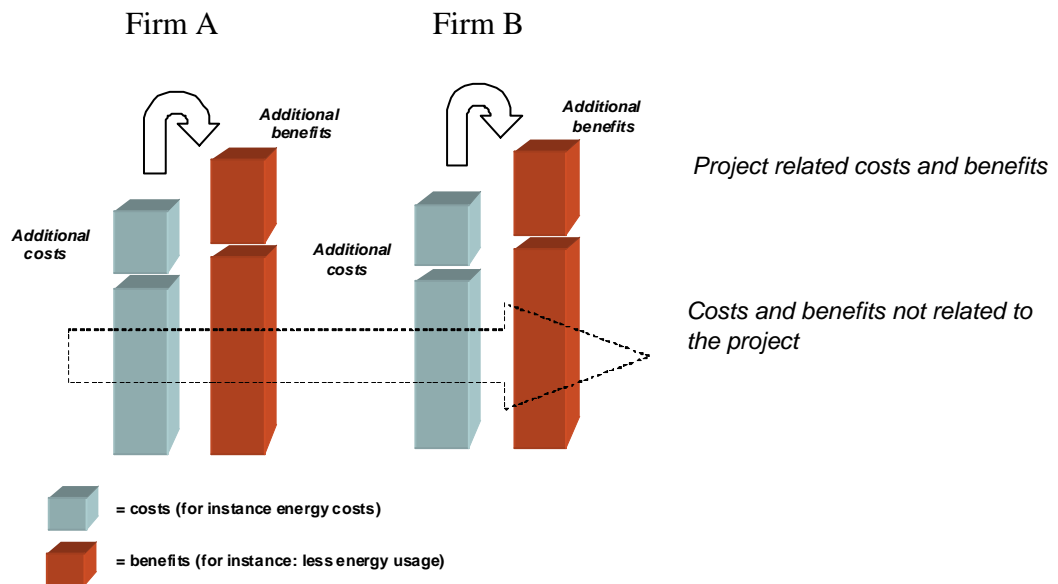 Firm A
Firm B
Additional
benefits
Additional
benefits
Project related costs and benefits
Additional
costs
Additional
costs
Costs and benefits not related to
the project
= costs (for instance energy costs)
= benefits (for instance: less energy usage)